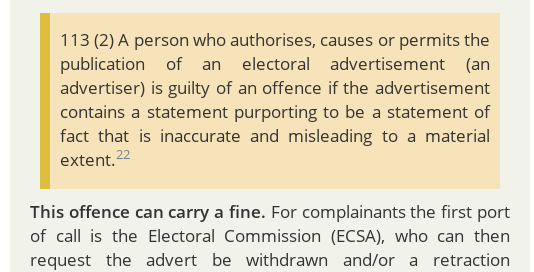 113 (2) A person who authorises, causes or permits the
publication of an electoral advertisement (an
advertiser) is guilty of an offence if the advertisement
contains a statement purporting to be a statement of
fact that is inaccurate and misleading to a material
extent.22
This offence can carry a fine. For complainants the first port
of call is the Electoral Commission (ECSA), who can then
request the advert be withdrawn and/or a retraction